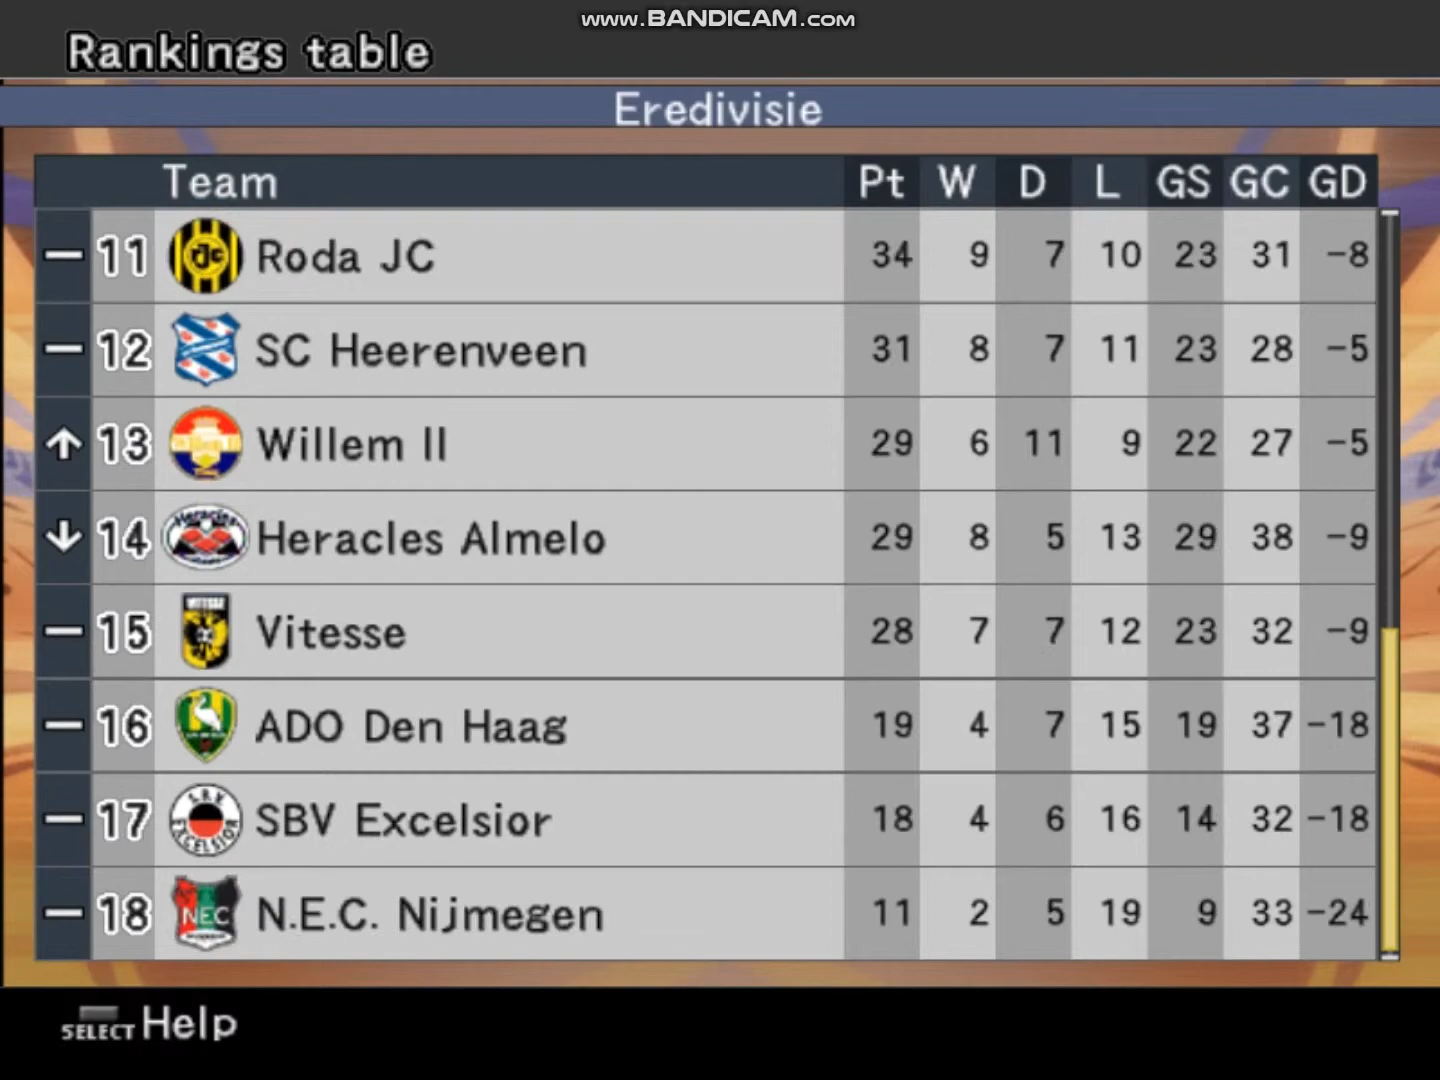 www.BANDICAM.com
Rankings table
Eredivisie
Team Pt W D L GS GC GD
11 Roda JC 34 9 7 10 23 31 -8
12 SC Heerenveen 31 8 7 11 23 28 -5
13 Willem II 29 6 11 9 22 27 -5
14 Heracles Almelo 29 8 5 13 29 38 -9
15 Vitesse 28 7 7 12 23 32 -9
16 ADO Den Haag 19 4 7 15 19 37 -18
17 SBV Excelsior 18 4 6 16 14 32 -18
18 NEC N.E.C. Nijmegen 11 2 5 19 9 33 -24
SELECT Help